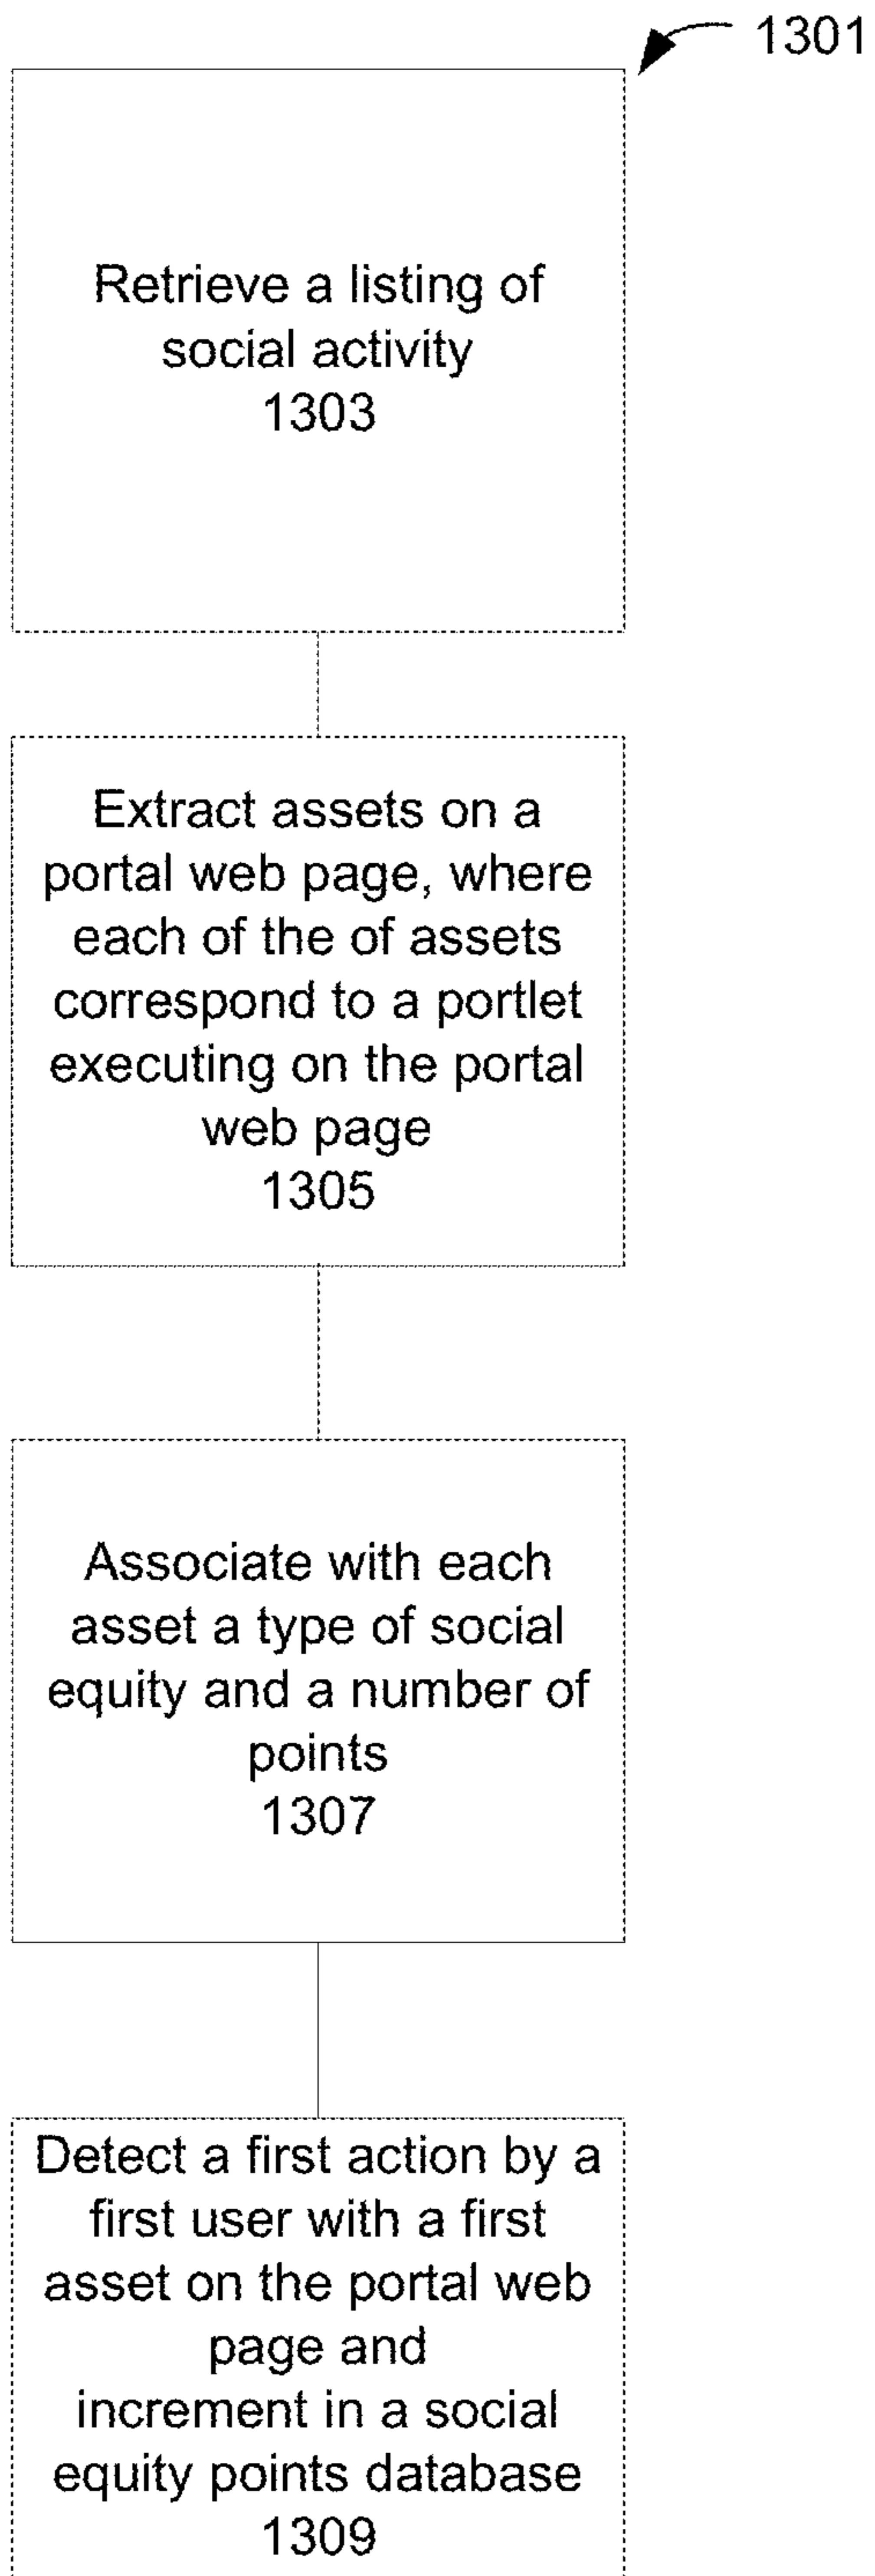 1301
Retrieve a listing of
social activity
1303
Extract assets on a
portal web page, where
each of the of assets
correspond to a portlet
executing on the portal
web page
1305
Associate with each
asset a type of social
equity and a number of
points
1307
Detect a first action by a
first user with a first
asset on the portal web
page and
increment in a social
equity points database
1309